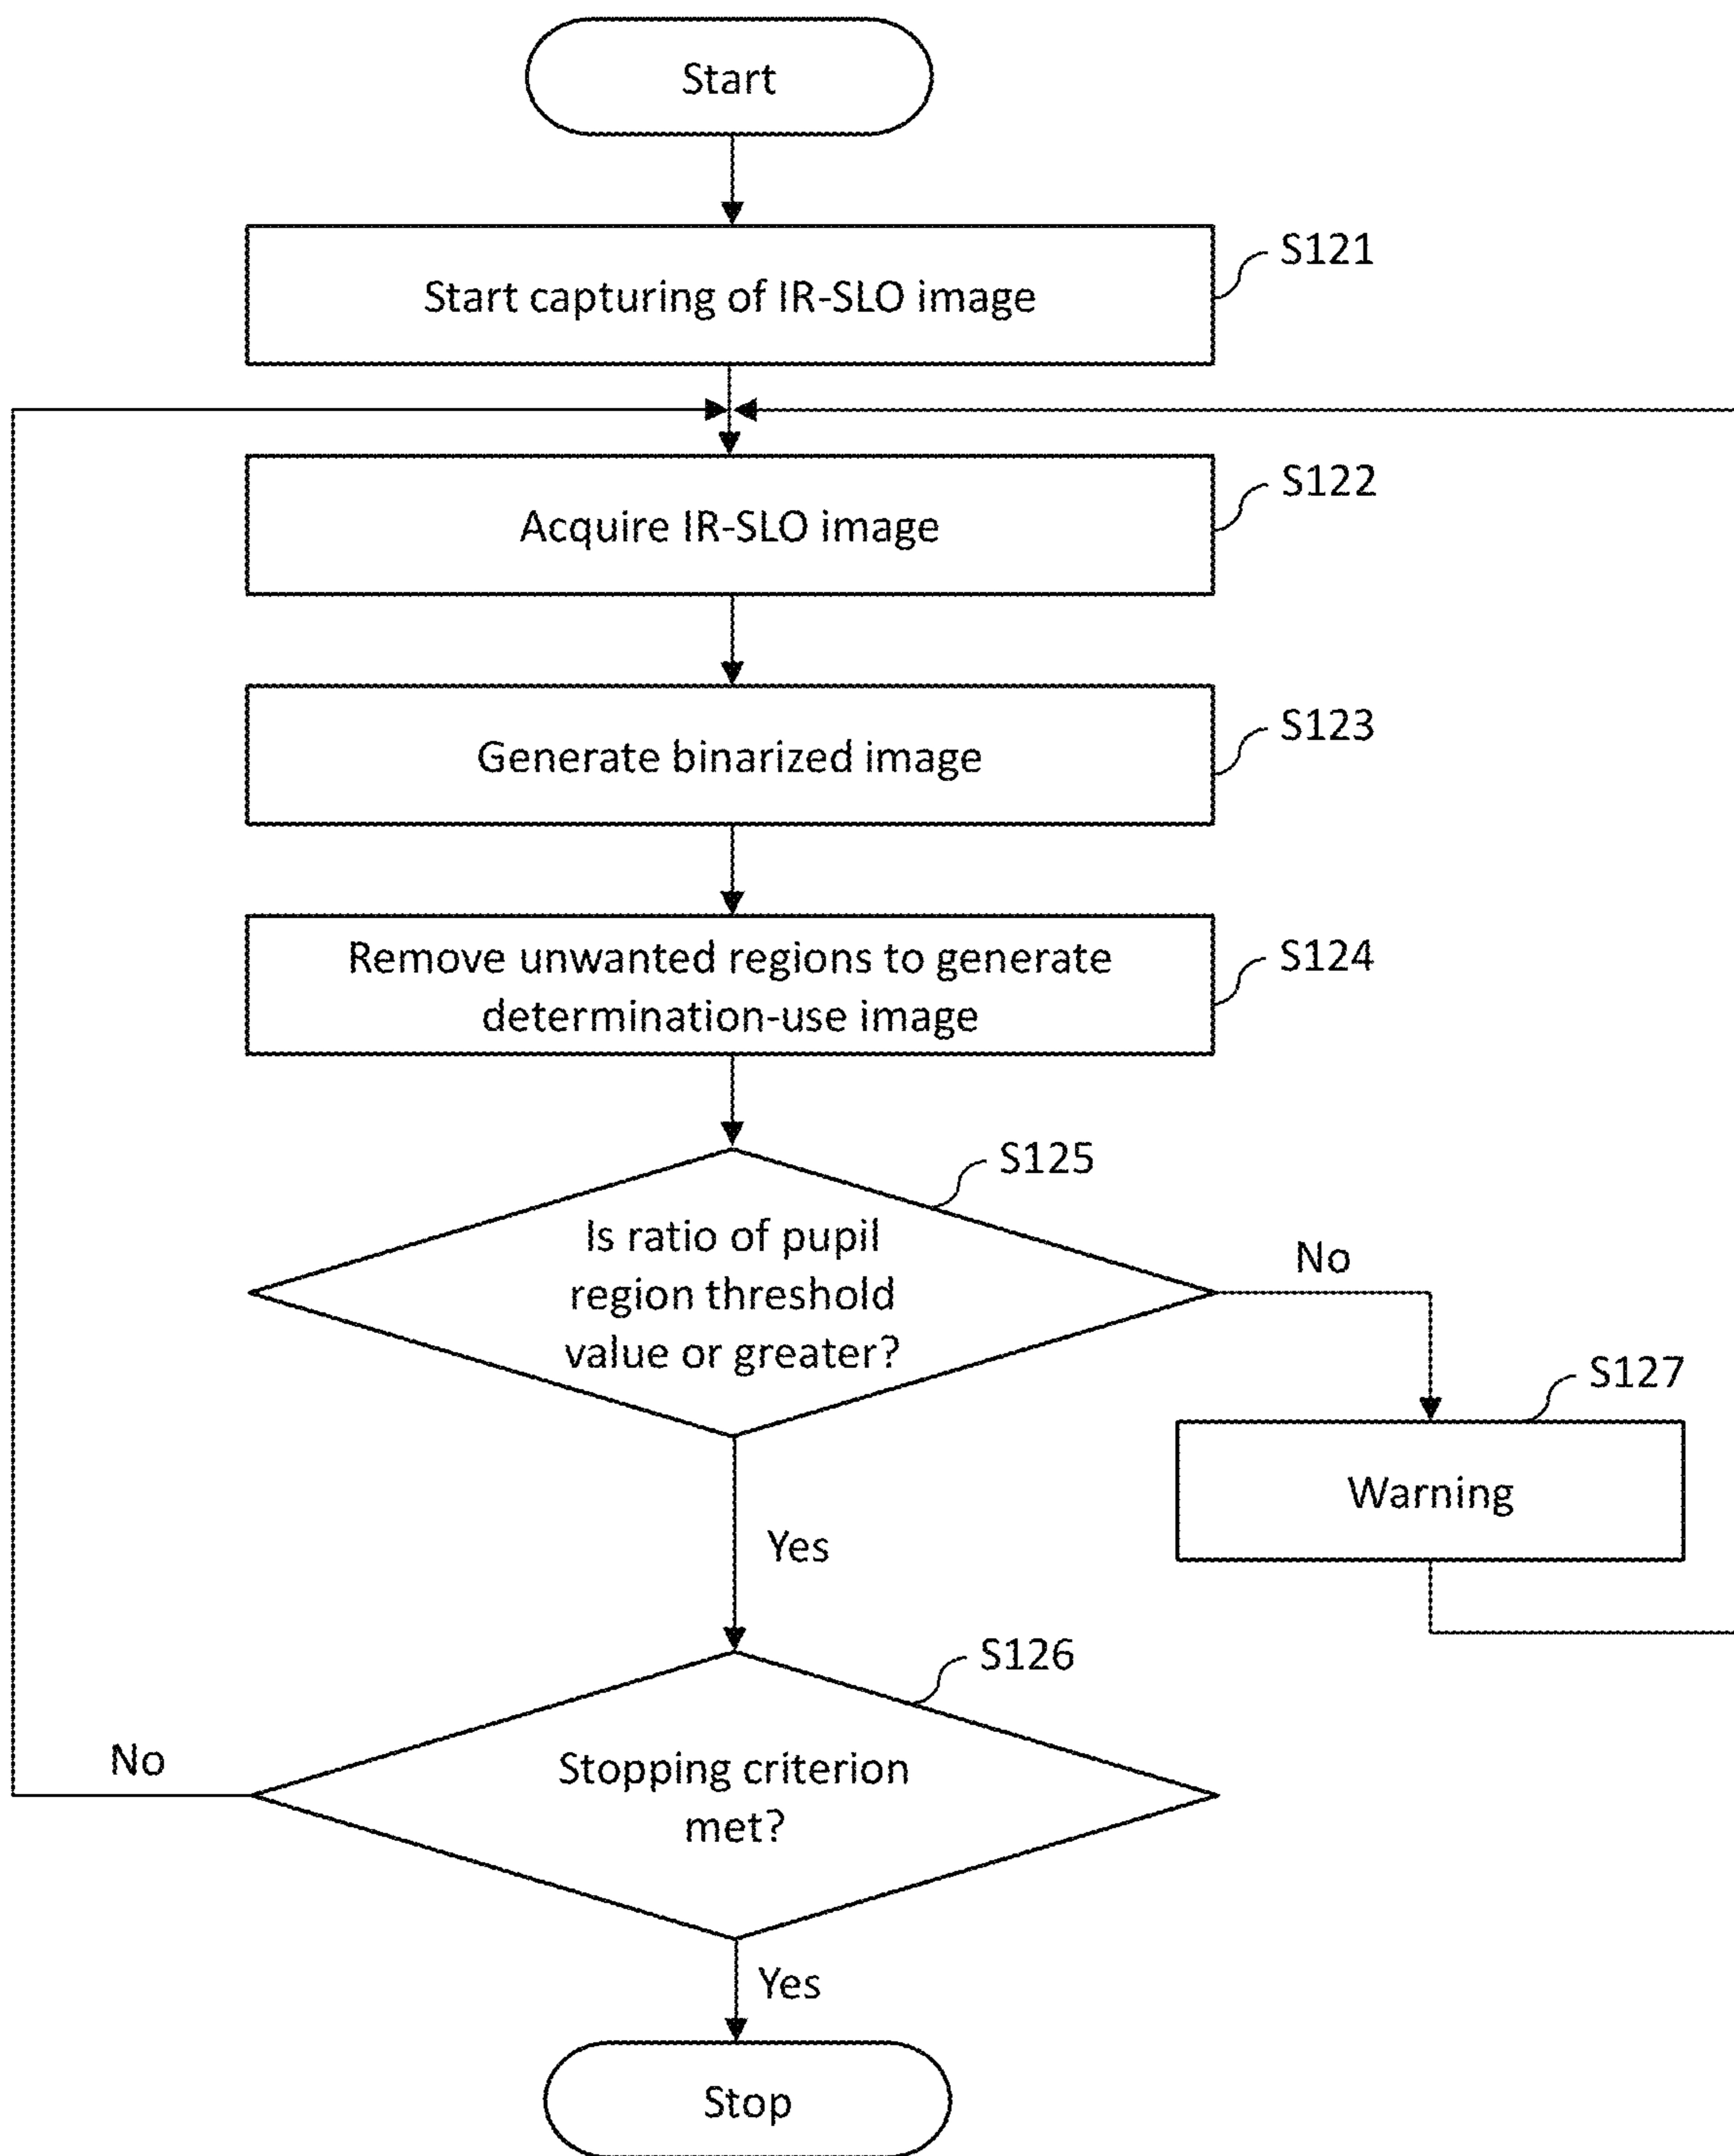 Start
Start capturing of IR-SLO image
S121
Acquire IR-SLO image
S122
Generate binarized image
S123
Remove unwanted regions to generate
determination-use image
S124
Is ratio of pupil
region threshold
value or greater?
S125
No
Yes
Warning
S127
Stopping criterion
met?
S126
No
Yes
Stop